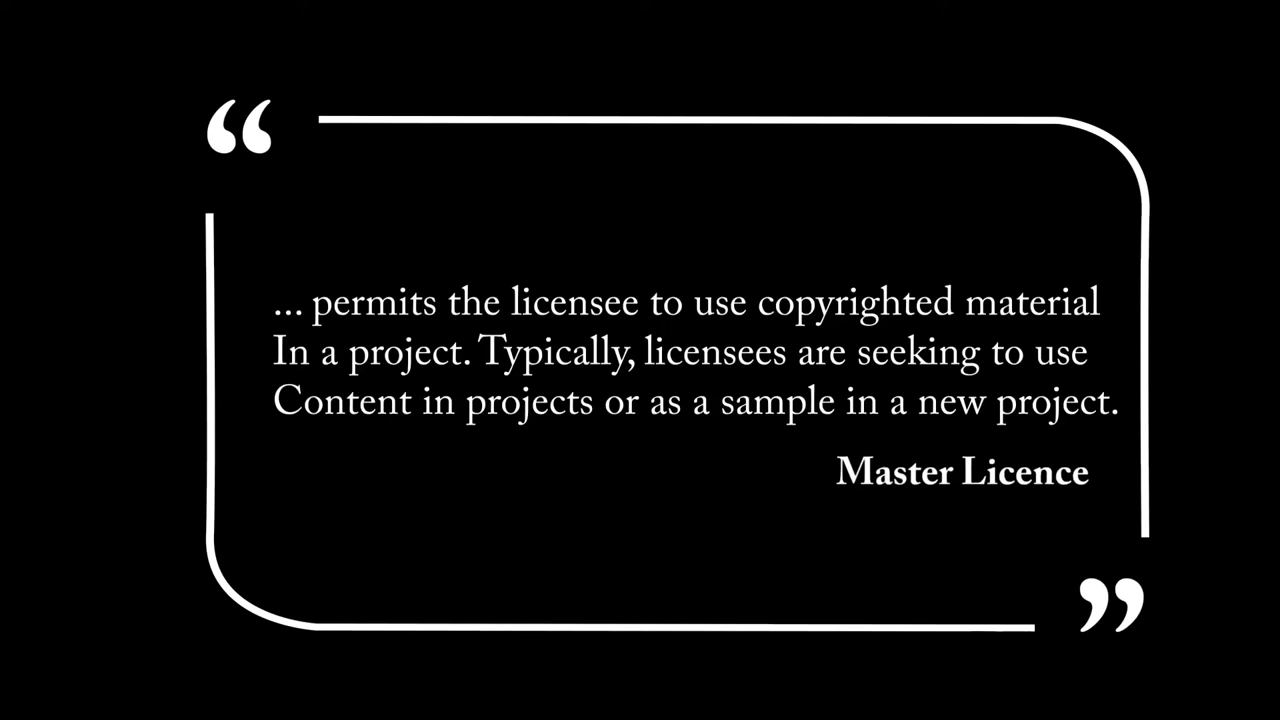 “
... permits the licensee to use copyrighted material
In a project. Typically, licensees are seeking to use
Content in projects or as a sample in a new project.
Master Licence
”